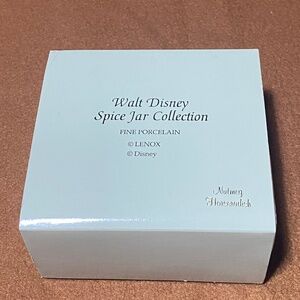 Walt Disney
Spice Jar Collection
FINE PORCELAIN
© LENOX
© Disney
Nutmeg
Horseradish